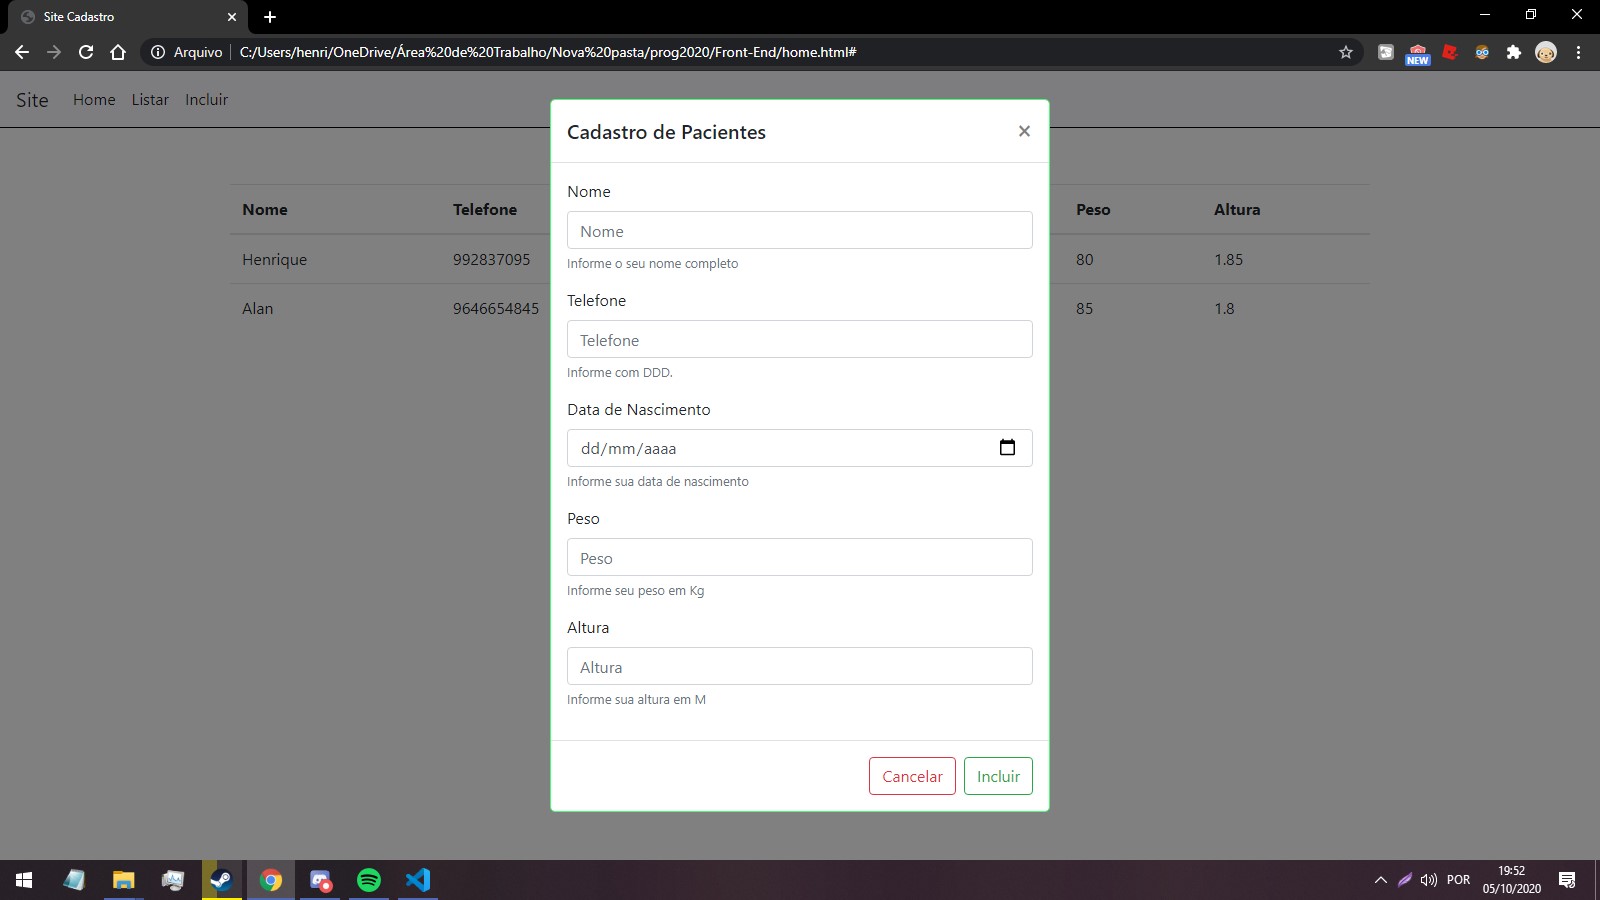 Site Cadastro
Arquivo
C:/Users/henri/OneDrive/Área%20de%20Trabalho/Nova%20pasta/prog2020/Front-End/home.html#
NEW
Site Home Listar Incluir
Cadastro de Pacientes ×
Nome
Nome
Informe o seu nome completo
Telefone
Telefone
Informe com DDD.
Data de Nascimento
dd/mm/aaaa
Informe sua data de nascimento
Peso
Peso
Informe seu peso em Kg
Altura
Altura
Informe sua altura em M
Cancelar Incluir
Nome Telefone Peso Altura
Henrique 992837095 80 1.85
Alan 9646654845 85 1.8
POR
19:52
05/10/2020